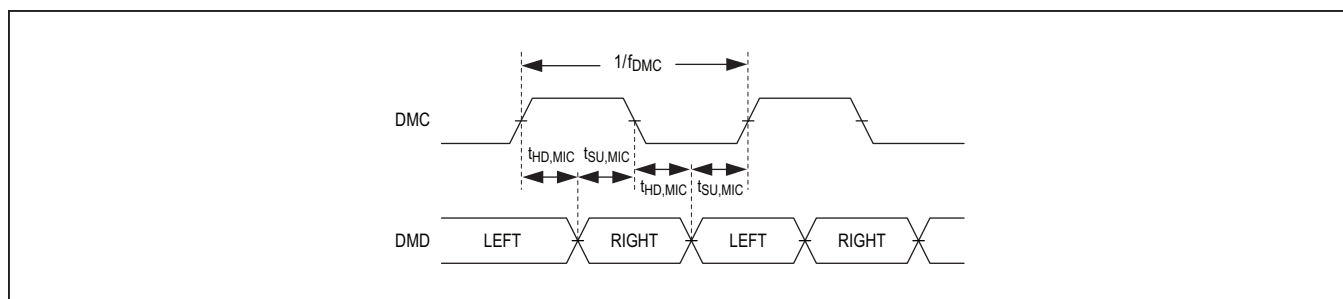 1/fDMC
DMC
tHD,MIC tSU,MIC
tHD,MIC tSU,MIC
DMD LEFT RIGHT LEFT RIGHT